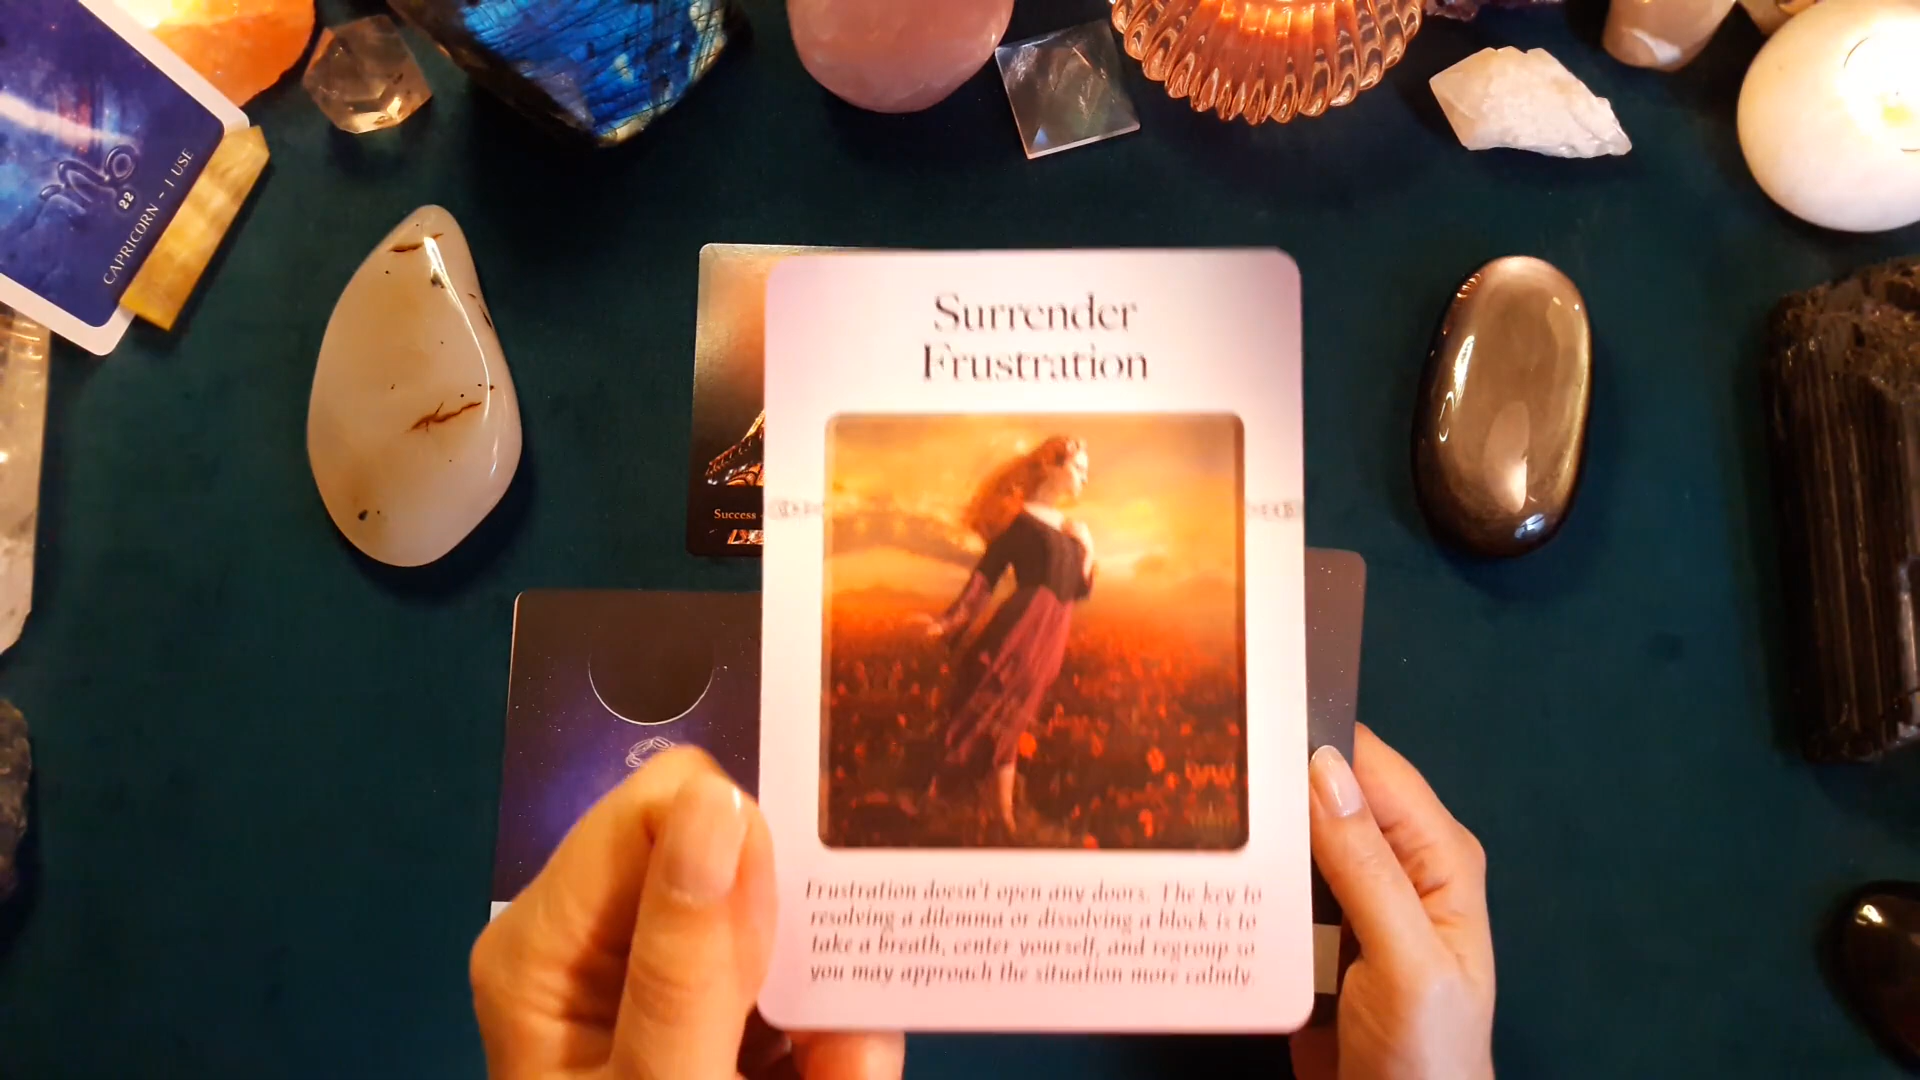 22
CAPRICORN ~ I USE
Surrender
Frustration
Success
Frustration doesn't open any doors. The key to
resolving a dilemma or dissolving a block is to
take a breath, center yourself, and regroup so
you may approach the situation more calmly.